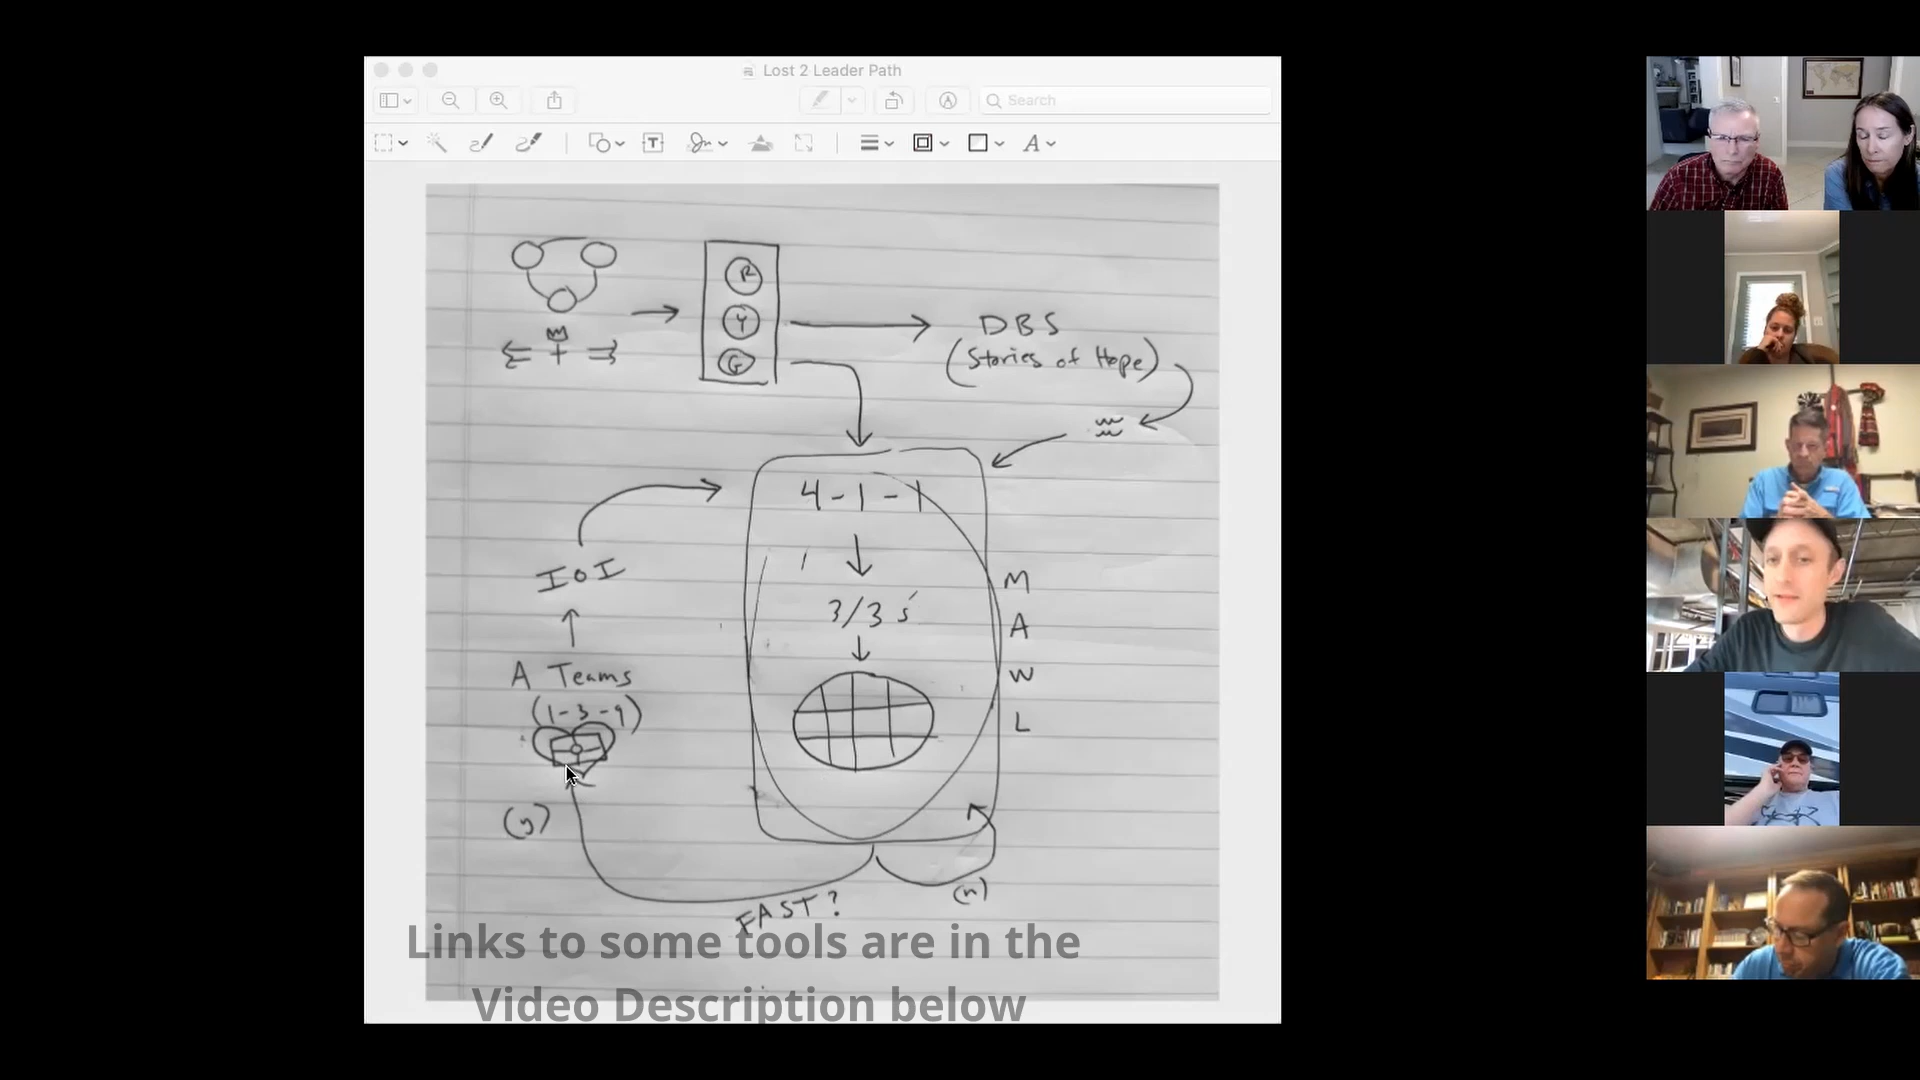 Lost 2 Leader Path
Search
R
Y
G
DBS
(Stories of Hope)
4-1-1
3/3's
M
A
W
L
IOI
A Teams
(1-3-9)
(y)
(n)
FAST?
Links to some tools are in the
Video Description below